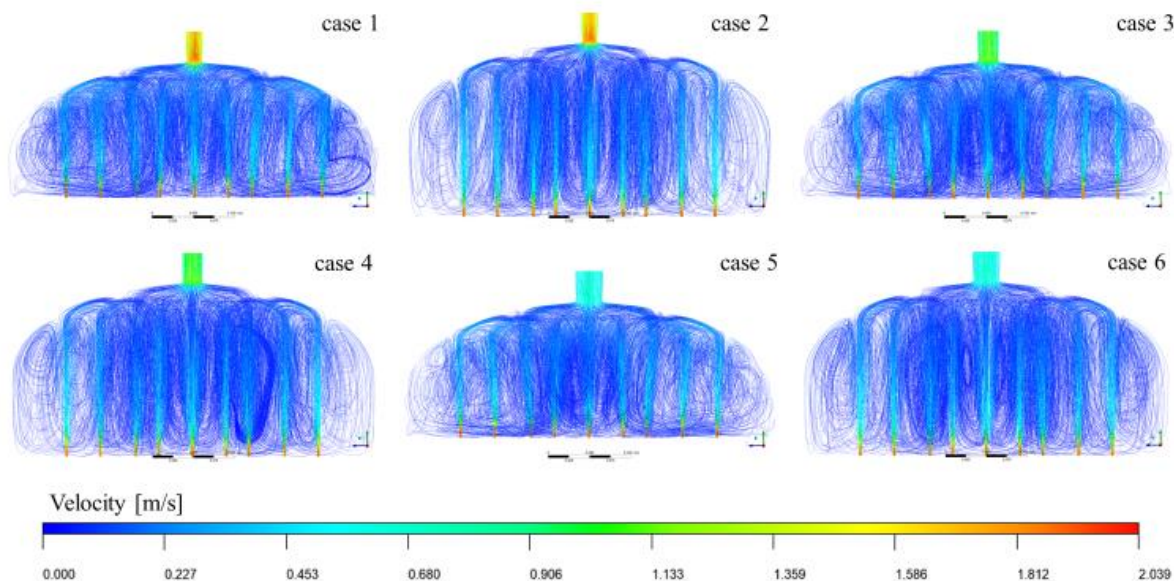 case 1
case 2
case 3
case 4
case 5
case 6
Velocity [m/s]
0.000 0.227 0.453 0.680 0.906 1.133 1.359 1.586 1.812 2.039